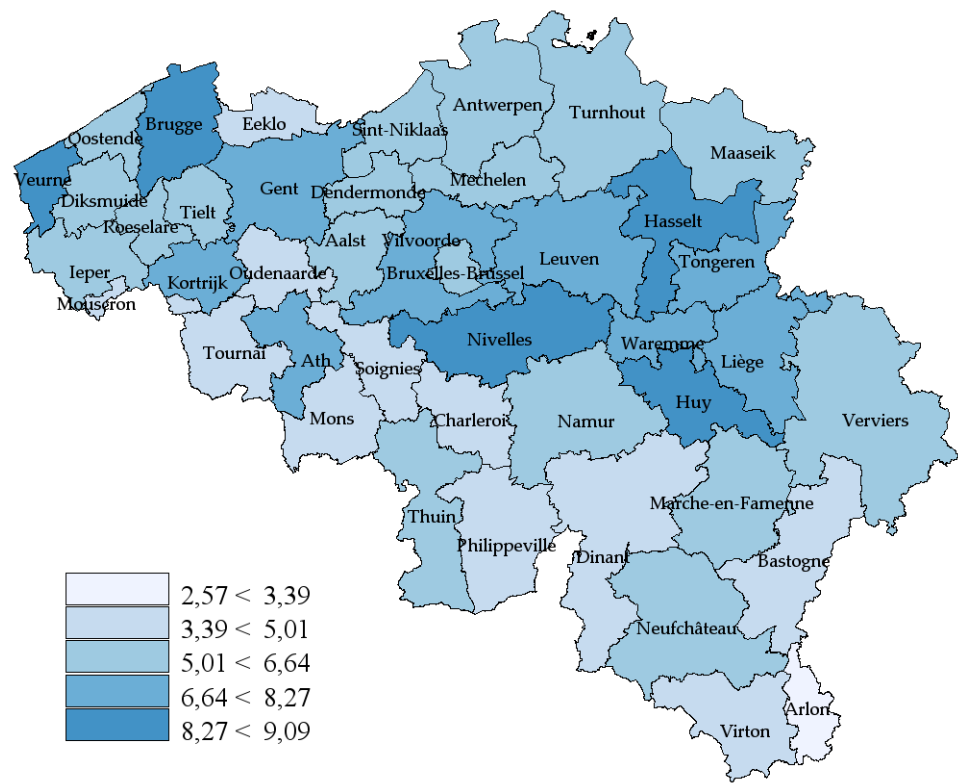 Antwerpen
Turnhout
Brugge
Eeklo
Sint-Niklaas
Oostende
Maaseik
Mechelen
Veurne
Gent
Dendermonde
Diksmuide
Tielt
Hasselt
Roeselare
Aalst
Vilvoorde
Leuven
Tongeren
Ieper
Kortrijk
Oudenaarde
Bruxelles-Brussel
Mouseron
Nivelles
Waremme
Tournai
Ath
Soignies
Liège
Huy
Mons
Charleroi
Namur
Verviers
Marche-en-Famenne
Thuin
Philippeville
Dinant
Bastogne
Neufchâteau
Arlon
Virton
2,57 < 3,39
3,39 < 5,01
5,01 < 6,64
6,64 < 8,27
8,27 < 9,09